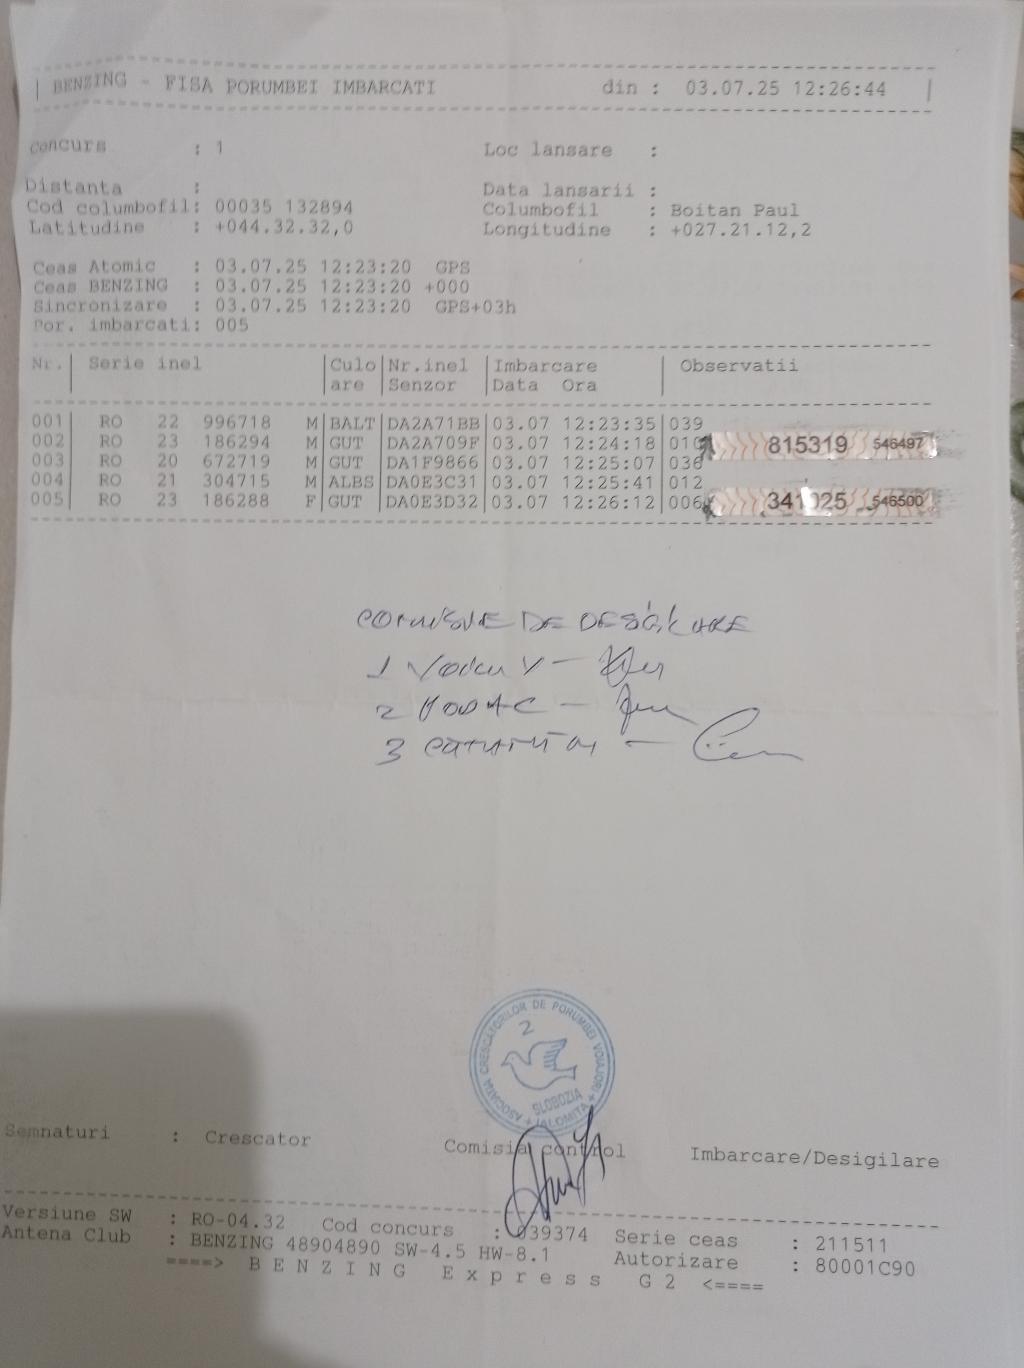 BENZING - FISA PORUMBEI IMBARCATI din : 03.07.25 12:26:44
Concurs : 1 Loc lansare :
Distanta : Data lansarii :
Cod columbofil: 00035 132894 Columbofil : Boitan Paul
Latitudine : +044.32.32,0 Longitudine : +027.21.12,2
Ceas Atomic : 03.07.25 12:23:20 GPS
Ceas BENZING : 03.07.25 12:23:20 +000
Sincronizare : 03.07.25 12:23:20 GPS+03h
Por. imbarcati: 005
Nr.| Serie inel |Culo|Nr.inel |Imbarcare | Observatii
|are |Senzor |Data Ora |
001| RO 22 996718 M|BALT|DA2A71BB|03.07 12:23:35|039
002| RO 23 186294 M|GUT |DA2A709F|03.07 12:24:18|010 815319 546497
003| RO 20 672719 M|GUT |DA1F9866|03.07 12:25:07|036
004| RO 21 304715 M|ALBS|DA0E3C31|03.07 12:25:41|012
005| RO 23 186288 F|GUT |DA0E3D32|03.07 12:26:12|006 546500
COMISIE DE DESIGILARE
1
2
3
ASOCIATIA CRESCATORILOR DE PORUMBEI VOIAJORI
2
SLOBOZIA
IALOMITA
Semnaturi : Crescator Comisia control Imbarcare/Desigilare
Versiune SW : RO-04.32 Cod concurs : 039374 Serie ceas : 211511
Antena Club : BENZING 48904890 SW-4.5 HW-8.1 Autorizare : 80001C90
====> B E N Z I N G E x p r e s s G 2 <====